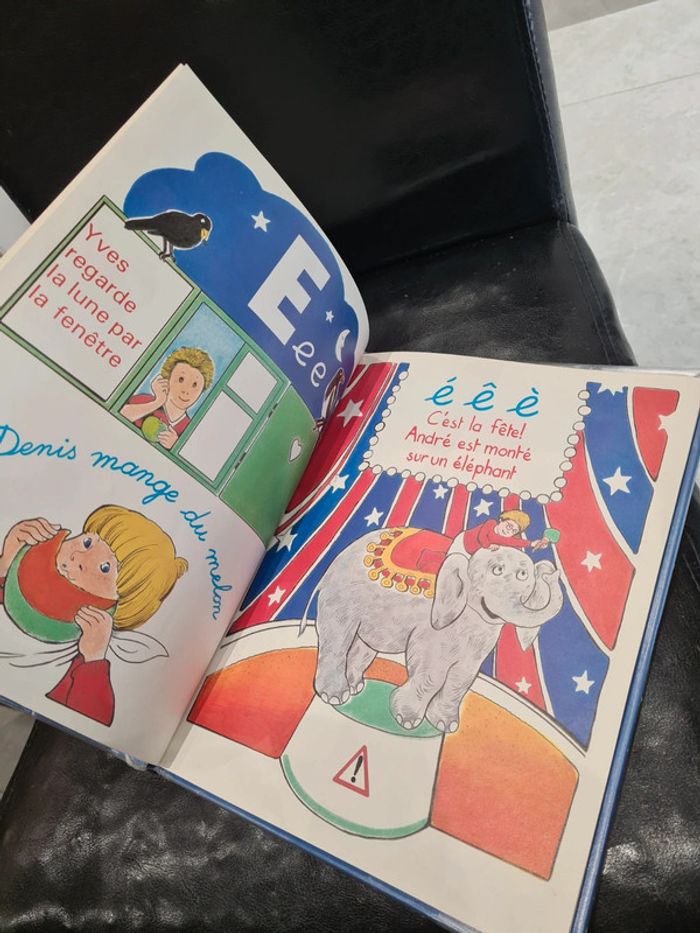 E e e
Yves
regarde
la lune par
la fenêtre
Denis mange du melon
é ê è
C'est la fête!
André est monté
sur un éléphant
!